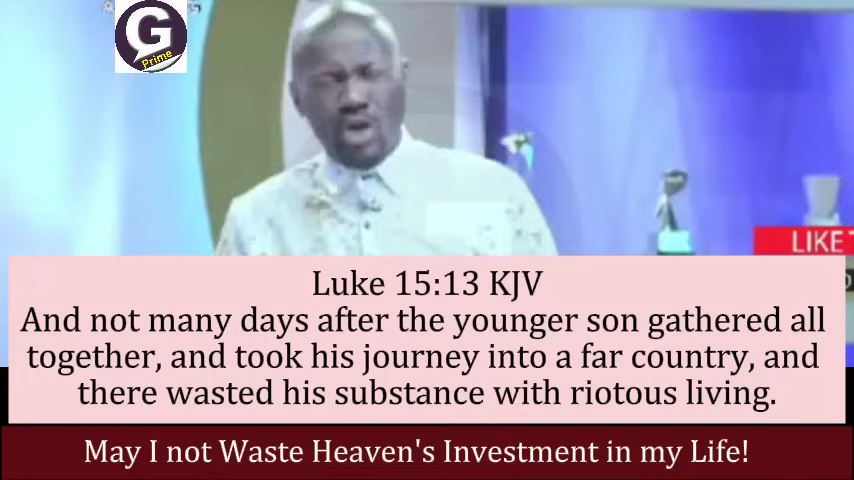 G
Prime
LIKE
Luke 15:13 KJV
And not many days after the younger son gathered all
together, and took his journey into a far country, and
there wasted his substance with riotous living.
May I not Waste Heaven's Investment in my Life!